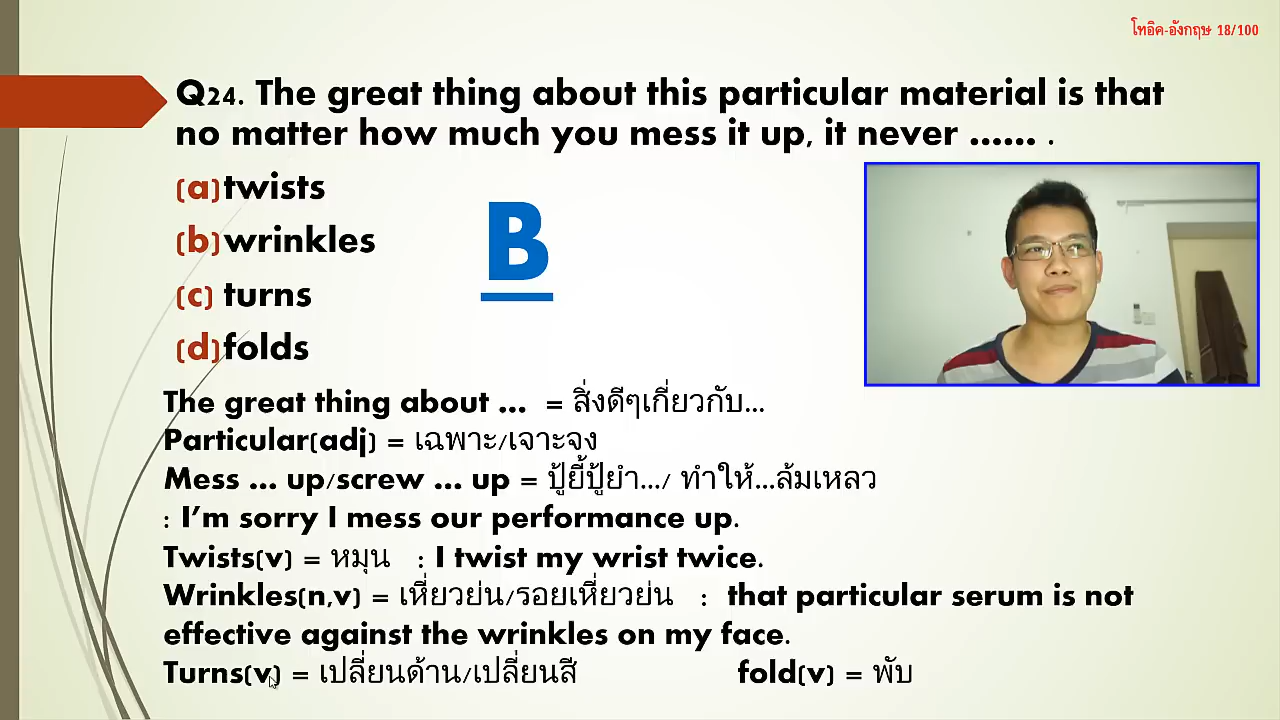 โทอิค-อังกฤษ 18/100
Q24. The great thing about this particular material is that
no matter how much you mess it up, it never …… .
(a)twists
(b)wrinkles
(c) turns
(d)folds
B
The great thing about … = สิ่งดีๆเกี่ยวกับ...
Particular(adj) = เฉพาะ/เจาะจง
Mess … up/screw … up = ปู้ยี้ปู้ยำ.../ ทำให้...ล้มเหลว
: I’m sorry I mess our performance up.
Twists(v) = หมุน : I twist my wrist twice.
Wrinkles(n,v) = เหี่ยวย่น/รอยเหี่ยวย่น : that particular serum is not
effective against the wrinkles on my face.
Turns(v) = เปลี่ยนด้าน/เปลี่ยนสี fold(v) = พับ